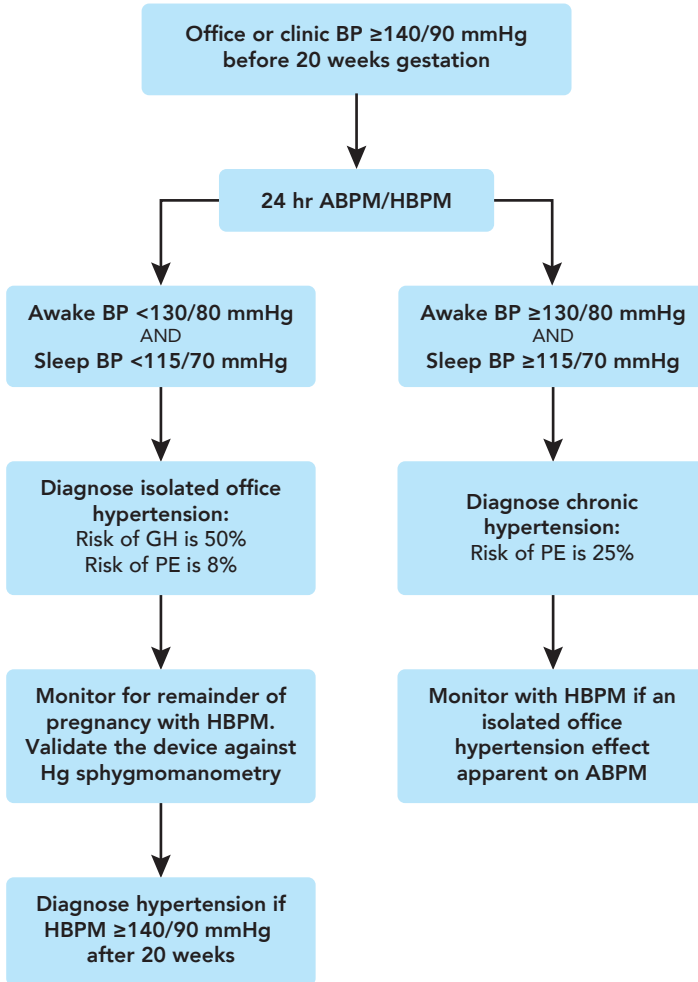 Office or clinic BP ≥140/90 mmHg
before 20 weeks gestation
24 hr ABPM/HBPM
Awake BP <130/80 mmHg
AND
Sleep BP <115/70 mmHg
Awake BP ≥130/80 mmHg
AND
Sleep BP ≥115/70 mmHg
Diagnose isolated office
hypertension:
Risk of GH is 50%
Risk of PE is 8%
Diagnose chronic
hypertension:
Risk of PE is 25%
Monitor for remainder of
pregnancy with HBPM.
Validate the device against
Hg sphygmomanometry
Monitor with HBPM if an
isolated office
hypertension effect
apparent on ABPM
Diagnose hypertension if
HBPM ≥140/90 mmHg
after 20 weeks